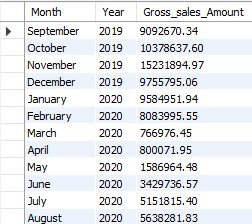 Month Year Gross_sales_Amount
September 2019 9092670.34
October 2019 10378637.60
November 2019 15231894.97
December 2019 9755795.06
January 2020 9584951.94
February 2020 8083995.55
March 2020 766976.45
April 2020 800071.95
May 2020 1586964.48
June 2020 3429736.57
July 2020 5151815.40
August 2020 5638281.83